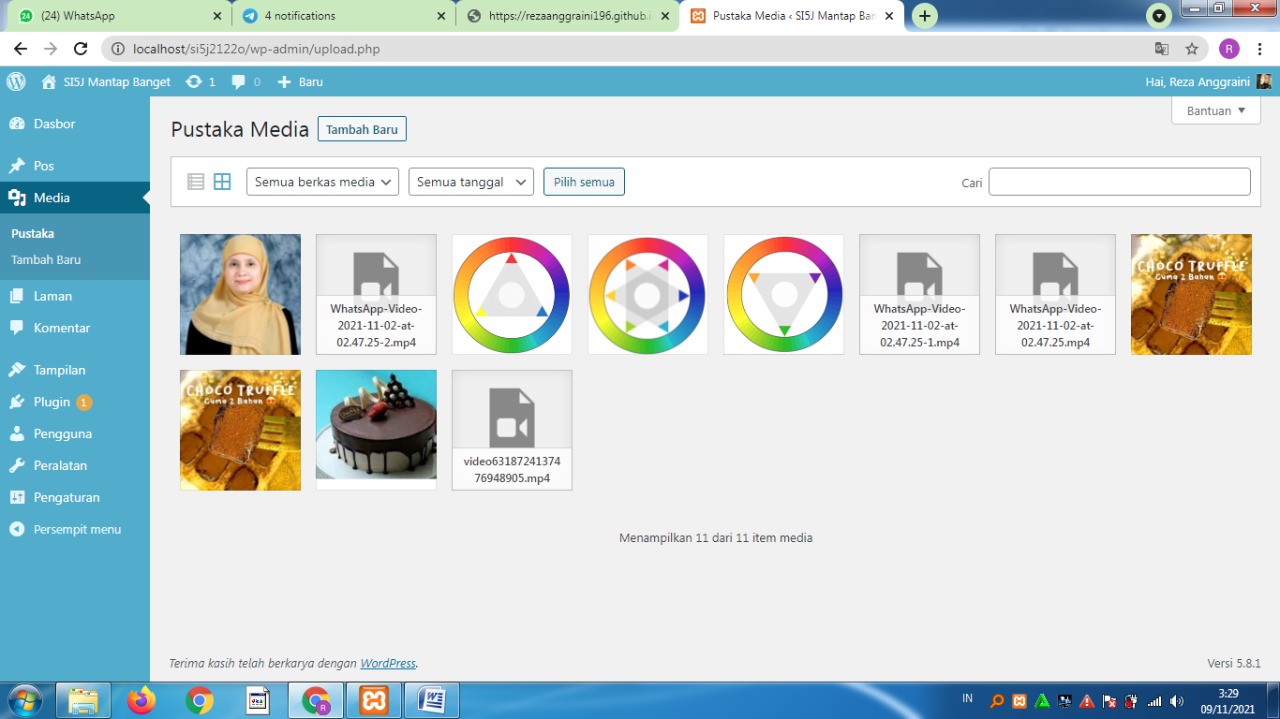 (24) WhatsApp
4 notifications
https://rezaanggraini196.github.i
Pustaka Media ‹ SI5J Mantap Ban
localhost/si5j2122o/wp-admin/upload.php
R
SI5J Mantap Banget
1
0
Baru
Hai, Reza Anggraini
Dasbor
Pos
Media
Pustaka
Tambah Baru
Laman
Komentar
Tampilan
Plugin 1
Pengguna
Peralatan
Pengaturan
Persempit menu
Bantuan
Pustaka Media
Tambah Baru
Semua berkas media
Semua tanggal
Pilih semua
Cari
WhatsApp-Video-
2021-11-02-at-
02.47.25-2.mp4
WhatsApp-Video-
2021-11-02-at-
02.47.25-1.mp4
WhatsApp-Video-
2021-11-02-at-
02.47.25.mp4
CHOCO TRUFFLE
Cuma 2 Bahan
CHOCO TRUFFLE
Cuma 2 Bahan
video63187241374
76948905.mp4
Menampilkan 11 dari 11 item media
Terima kasih telah berkarya dengan WordPress.
Versi 5.8.1
IN
3:29
09/11/2021